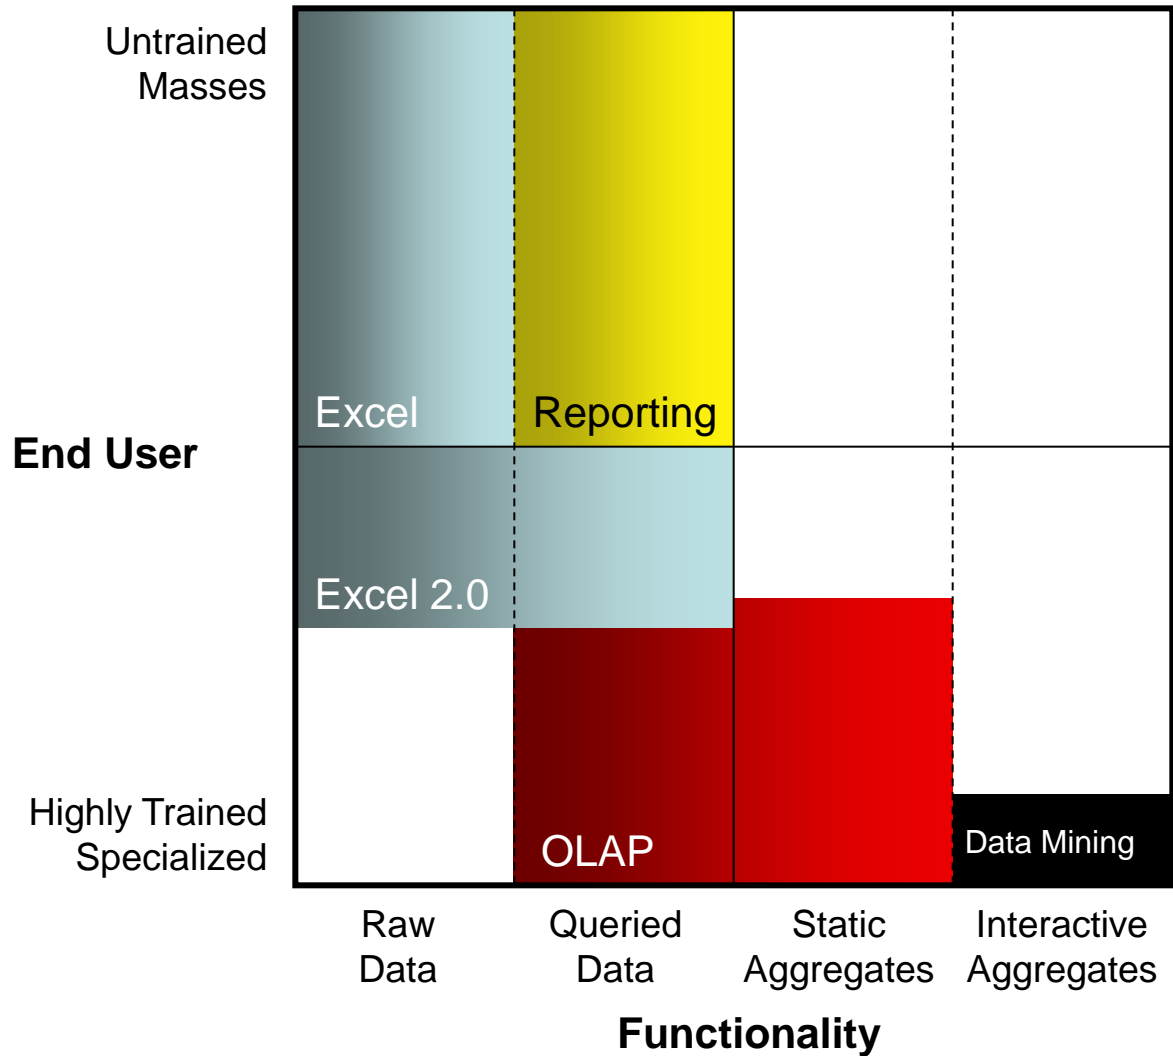 Untrained
Masses
Excel
Reporting
End User
Excel 2.0
Highly Trained
Specialized
OLAP
Data Mining
Raw
Data
Queried
Data
Static
Aggregates
Interactive
Aggregates
Functionality